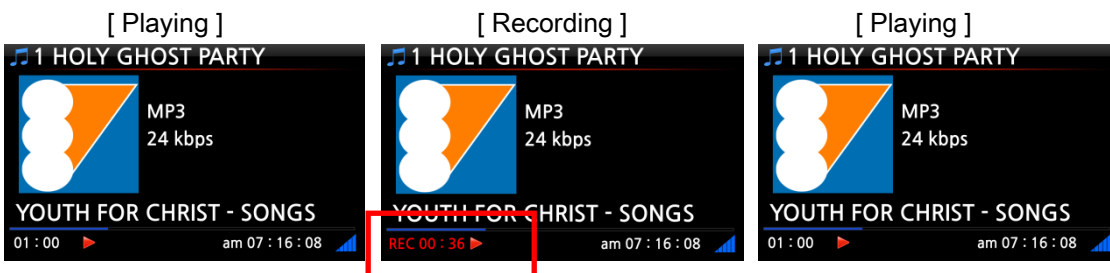 [ Playing ]
1 HOLY GHOST PARTY
MP3
24 kbps
YOUTH FOR CHRIST - SONGS
01 : 00 am 07 : 16 : 08
[ Recording ]
1 HOLY GHOST PARTY
MP3
24 kbps
YOUTH FOR CHRIST - SONGS
REC 00 : 36 am 07 : 16 : 08
[ Playing ]
1 HOLY GHOST PARTY
MP3
24 kbps
YOUTH FOR CHRIST - SONGS
01 : 00 am 07 : 16 : 08